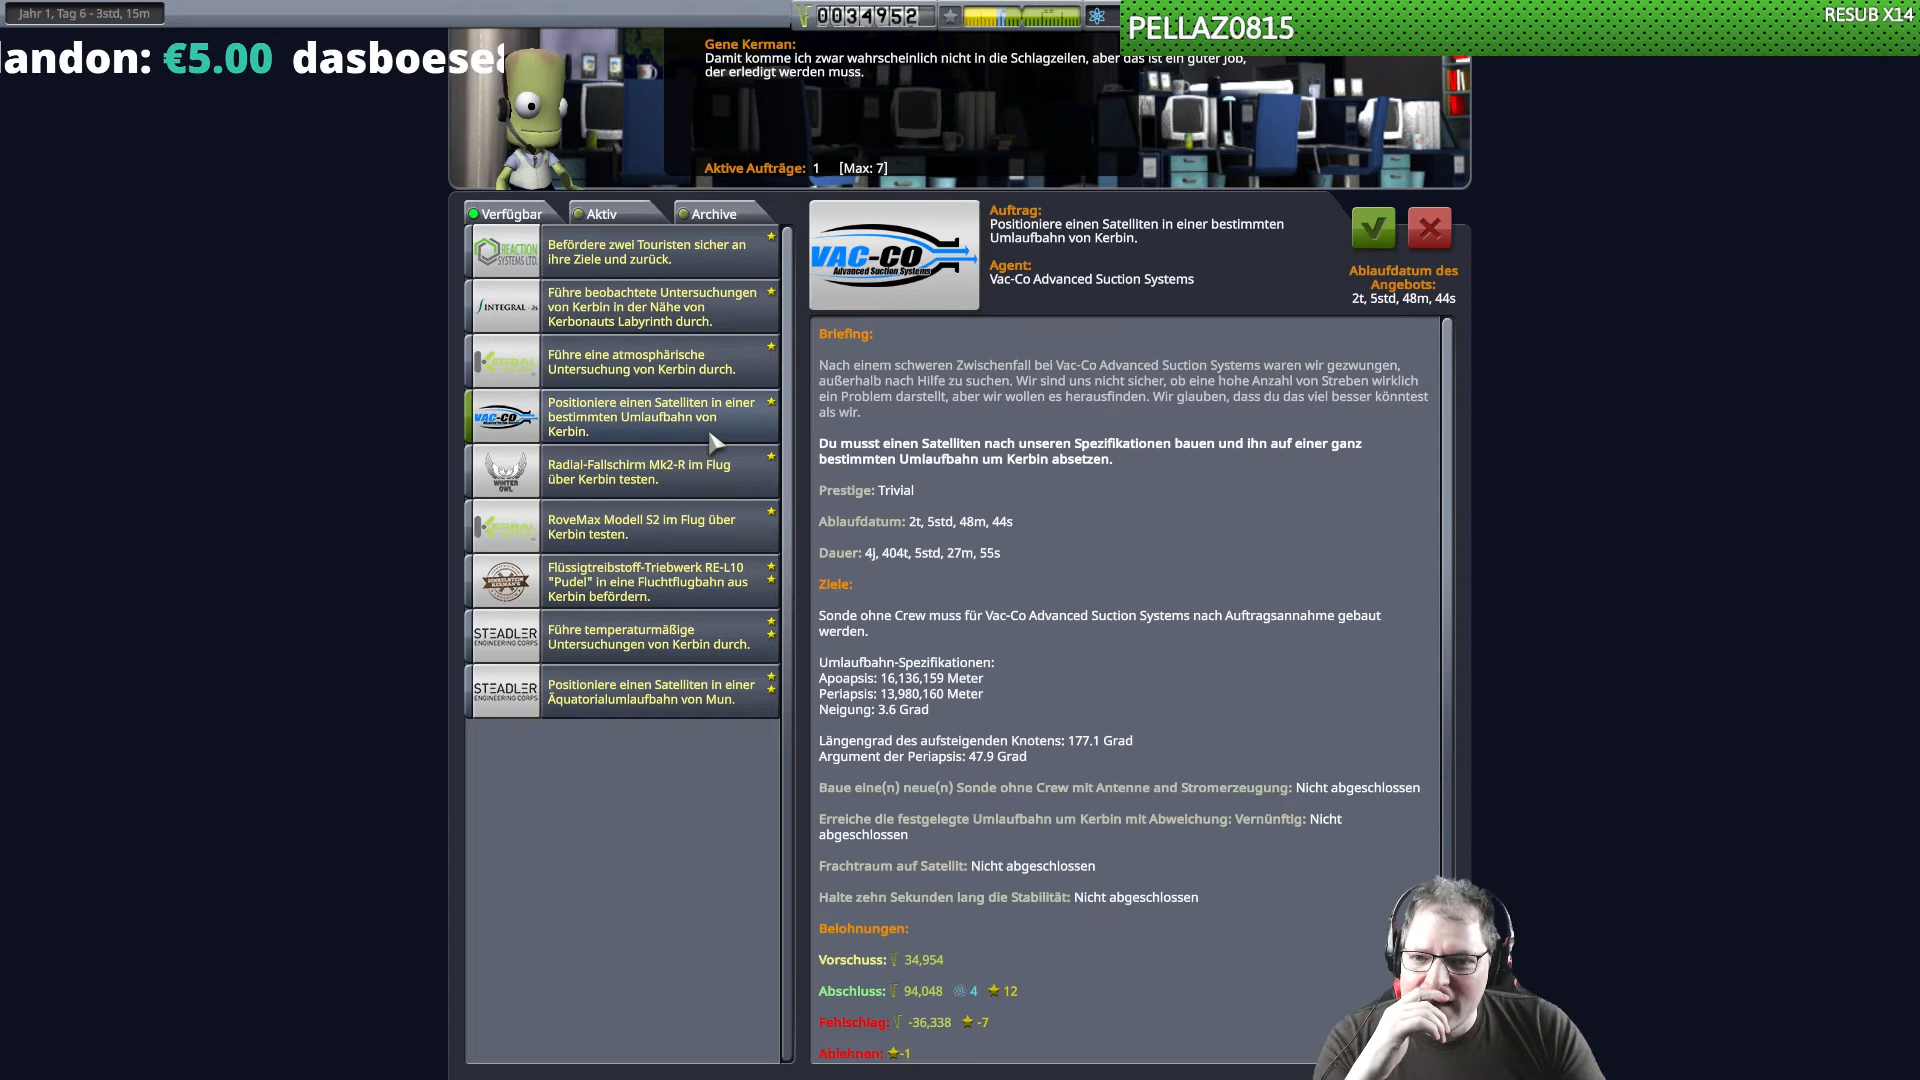 Jahr 1, Tag 6 - 3std, 15m
0034952
PELLAZ0815
RESUB X14
landon: €5.00 dasboese
Gene Kerman:
Damit komme ich zwar wahrscheinlich nicht in die Schlagzeilen, aber das ist ein guter Job,
der erledigt werden muss.
Aktive Aufträge: 1 [Max: 7]
Verfügbar
Aktiv
Archive
REACTION
SYSTEMS LTD.
Befördere zwei Touristen sicher an
ihre Ziele und zurück.
INTEGRAL
Führe beobachtete Untersuchungen
von Kerbin in der Nähe von
Kerbonauts Labyrinth durch.
Führe eine atmosphärische
Untersuchung von Kerbin durch.
VAC-CO
Positioniere einen Satelliten in einer
bestimmten Umlaufbahn von
Kerbin.
WINTER
OWL
Radial-Fallschirm Mk2-R im Flug
über Kerbin testen.
RoveMax Modell S2 im Flug über
Kerbin testen.
Flüssigtreibstoff-Triebwerk RE-L10
"Pudel" in eine Fluchtflugbahn aus
Kerbin befördern.
STEADLER
ENGINEERING CORPS
Führe temperaturmäßige
Untersuchungen von Kerbin durch.
STEADLER
ENGINEERING CORPS
Positioniere einen Satelliten in einer
Äquatorialumlaufbahn von Mun.
VAC-CO
Advanced Suction Systems
Auftrag:
Positioniere einen Satelliten in einer bestimmten
Umlaufbahn von Kerbin.
Agent:
Vac-Co Advanced Suction Systems
Ablaufdatum des
Angebots:
2t, 5std, 48m, 44s
Briefing:
Nach einem schweren Zwischenfall bei Vac-Co Advanced Suction Systems waren wir gezwungen,
außerhalb nach Hilfe zu suchen. Wir sind uns nicht sicher, ob eine hohe Anzahl von Streben wirklich
ein Problem darstellt, aber wir wollen es herausfinden. Wir glauben, dass du das viel besser könntest
als wir.
Du musst einen Satelliten nach unseren Spezifikationen bauen und ihn auf einer ganz
bestimmten Umlaufbahn um Kerbin absetzen.
Prestige: Trivial
Ablaufdatum: 2t, 5std, 48m, 44s
Dauer: 4j, 404t, 5std, 27m, 55s
Ziele:
Sonde ohne Crew muss für Vac-Co Advanced Suction Systems nach Auftragsannahme gebaut
werden.
Umlaufbahn-Spezifikationen:
Apoapsis: 16,136,159 Meter
Periapsis: 13,980,160 Meter
Neigung: 3.6 Grad
Längengrad des aufsteigenden Knotens: 177.1 Grad
Argument der Periapsis: 47.9 Grad
Baue eine(n) neue(n) Sonde ohne Crew mit Antenne and Stromerzeugung: Nicht abgeschlossen
Erreiche die festgelegte Umlaufbahn um Kerbin mit Abweichung: Vernünftig: Nicht
abgeschlossen
Frachtraum auf Satellit: Nicht abgeschlossen
Halte zehn Sekunden lang die Stabilität: Nicht abgeschlossen
Belohnungen:
Vorschuss: 34,954
Abschluss: 94,048 4 12
Fehlschlag: -36,338 -7
Ablehnen: -1